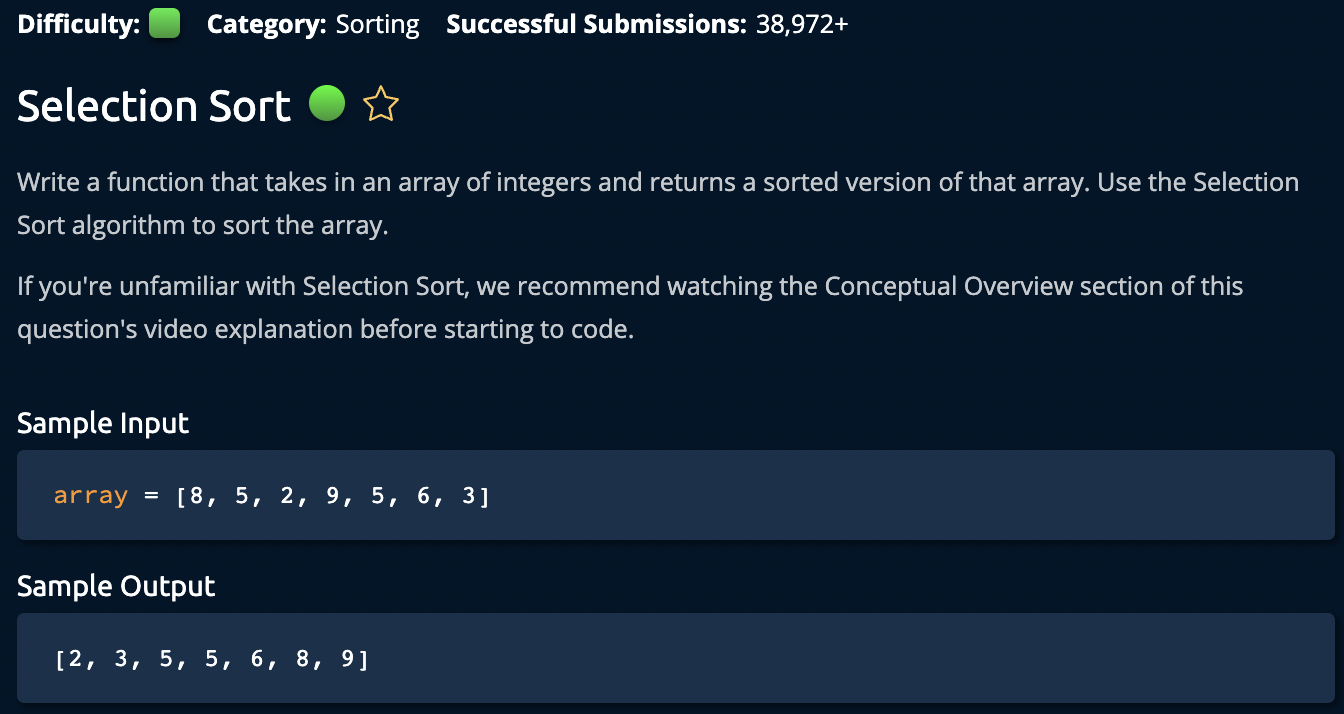 Difficulty: Category: Sorting Successful Submissions: 38,972+
Selection Sort
Write a function that takes in an array of integers and returns a sorted version of that array. Use the Selection
Sort algorithm to sort the array.
If you're unfamiliar with Selection Sort, we recommend watching the Conceptual Overview section of this
question's video explanation before starting to code.
Sample Input
array = [8, 5, 2, 9, 5, 6, 3]
Sample Output
[2, 3, 5, 5, 6, 8, 9]